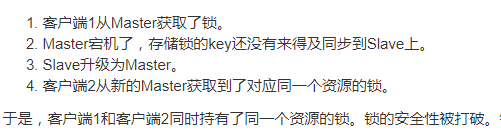 1. 客户端1从Master获取了锁。
2. Master宕机了，存储锁的key还没有来得及同步到Slave上。
3. Slave升级为Master。
4. 客户端2从新的Master获取到了对应同一个资源的锁。
于是，客户端1和客户端2同时持有了同一个资源的锁。锁的安全性被打破。